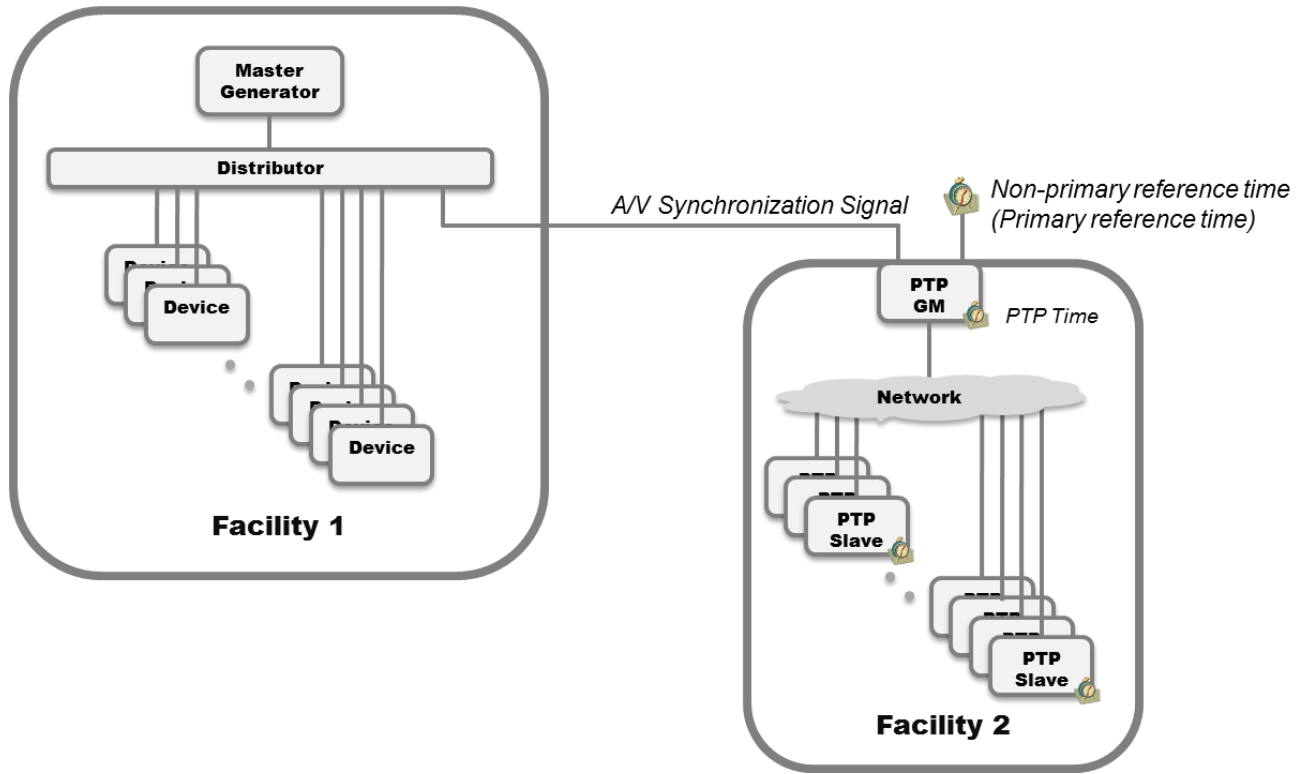 Master
Generator
Distributor
A/V Synchronization Signal
Non-primary reference time
(Primary reference time)
Device
Device
Facility 1
PTP
GM
PTP Time
Network
PTP
Slave
PTP
Slave
Facility 2